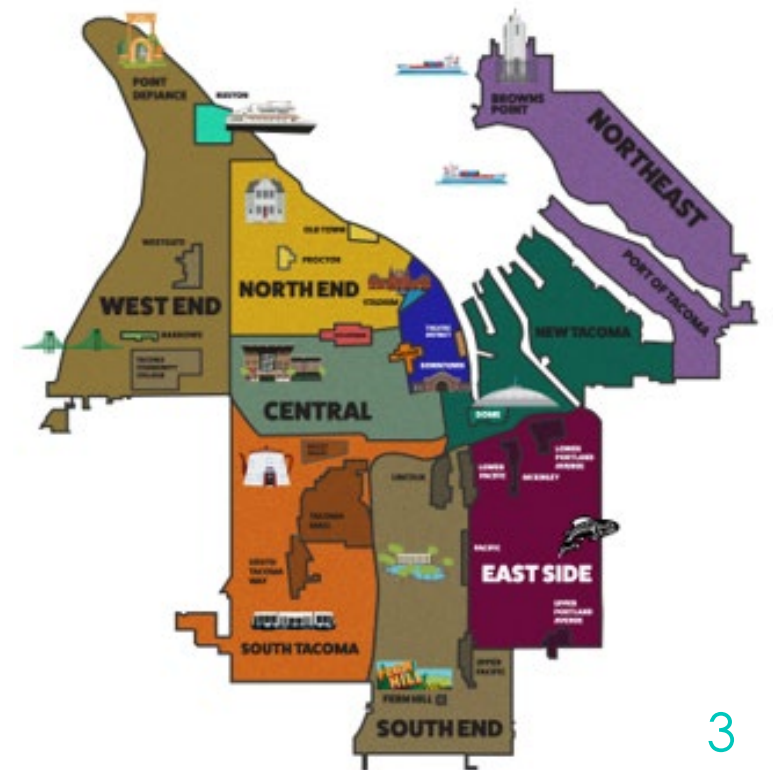 POINT
DEFIANCE
RUSTON
BROWNS
POINT
NORTHEAST
WESTGATE
OLD TOWN
PROCTOR
WEST END
NORTH END
STADIUM
PORT OF TACOMA
NARROWS
TACOMA
COMMUNITY
COLLEGE
THEATER
DISTRICT
NEW TACOMA
DOWNTOWN
CENTRAL
DOME
LINCOLN
LOWER
PACIFIC
MCKINLEY
LOWER
PORTLAND
AVENUE
TACOMA
MALL
SOUTH
TACOMA
WAY
PACIFIC
EAST SIDE
UPPER
PORTLAND
AVENUE
SOUTH TACOMA
UPPER
PACIFIC
FERN
HILL
FERN HILL
SOUTH END
3